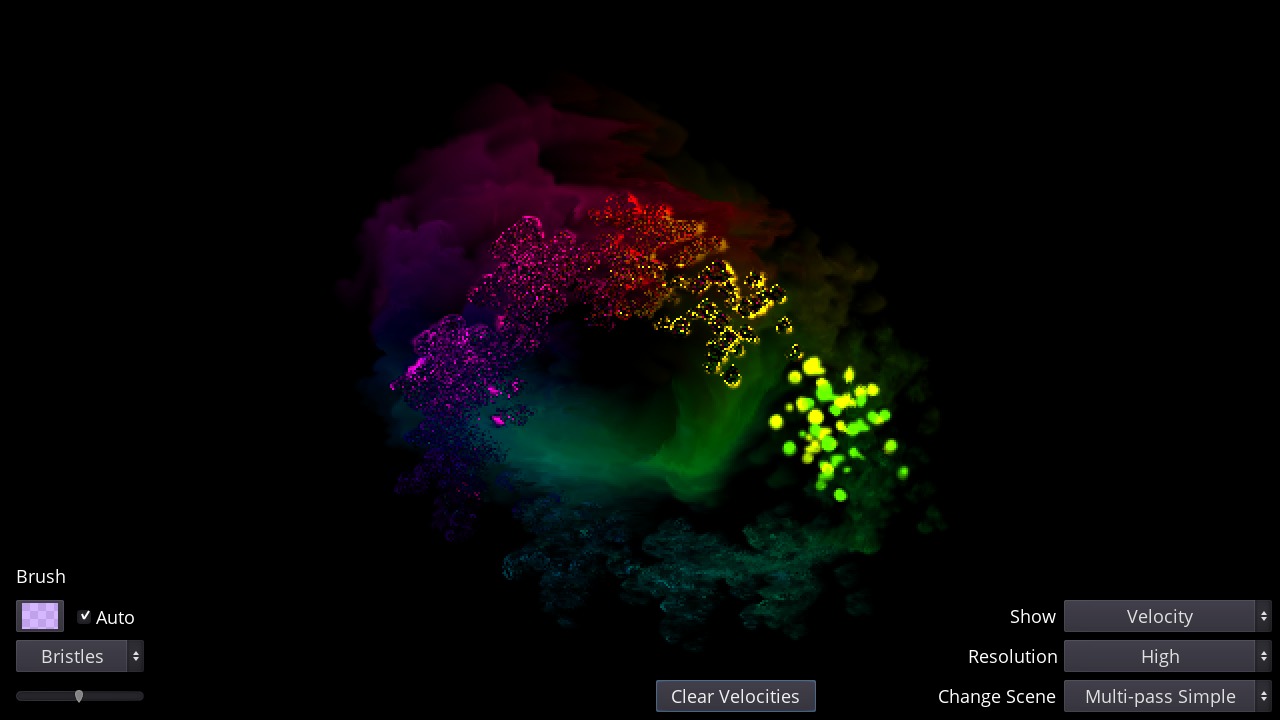 Brush
Auto
Bristles
Show Velocity
Resolution High
Clear Velocities
Change Scene Multi-pass Simple